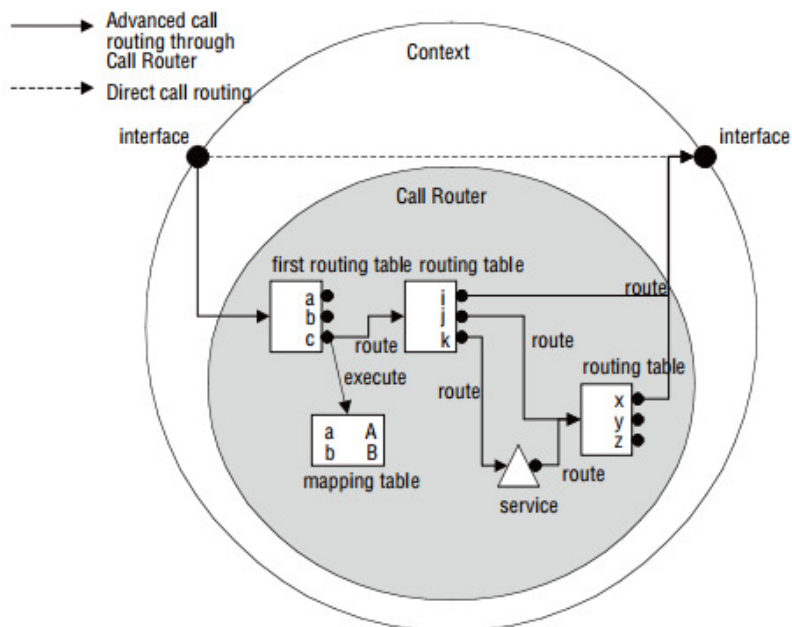 Advanced call
routing through
Call Router
Direct call routing
Context
interface
interface
Call Router
first routing table
routing table
a
b
c
i
j
k
route
route
route
execute
route
routing table
x
y
z
a A
b B
mapping table
route
service